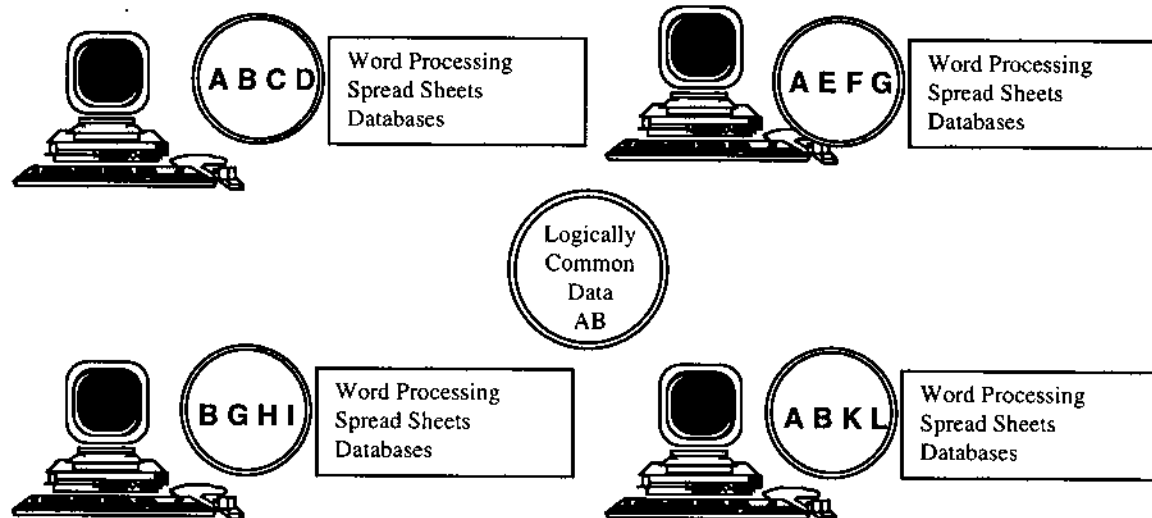 A B C D
Word Processing
Spread Sheets
Databases
A E F G
Word Processing
Spread Sheets
Databases
Logically
Common
Data
AB
B G H I
Word Processing
Spread Sheets
Databases
A B K L
Word Processing
Spread Sheets
Databases